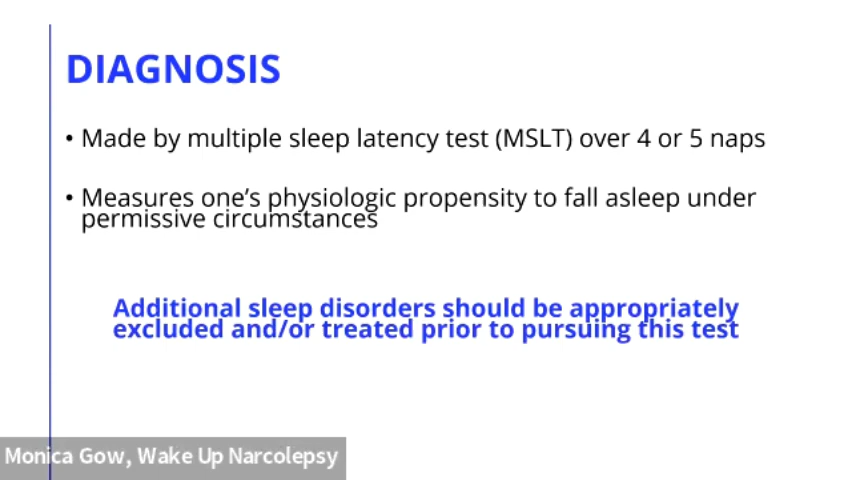 DIAGNOSIS
• Made by multiple sleep latency test (MSLT) over 4 or 5 naps
• Measures one’s physiologic propensity to fall asleep under
permissive circumstances
Additional sleep disorders should be appropriately
excluded and/or treated prior to pursuing this test
Monica Gow, Wake Up Narcolepsy